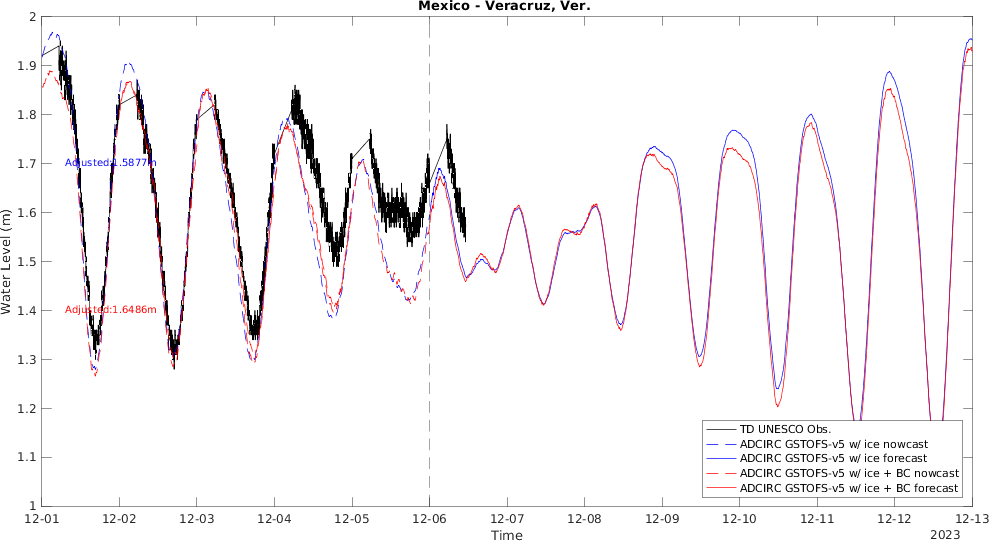 Mexico - Veracruz, Ver.
2
1.9
1.8
1.7
1.6
1.5
1.4
1.3
1.2
1.1
1
Water Level (m)
Adjusted:1.5877m
Adjusted:1.6486m
TD UNESCO Obs.
ADCIRC GSTOFS-v5 w/ ice nowcast
ADCIRC GSTOFS-v5 w/ ice forecast
ADCIRC GSTOFS-v5 w/ ice + BC nowcast
ADCIRC GSTOFS-v5 w/ ice + BC forecast
12-01 12-02 12-03 12-04 12-05 12-06 12-07 12-08 12-09 12-10 12-11 12-12 12-13
Time
2023